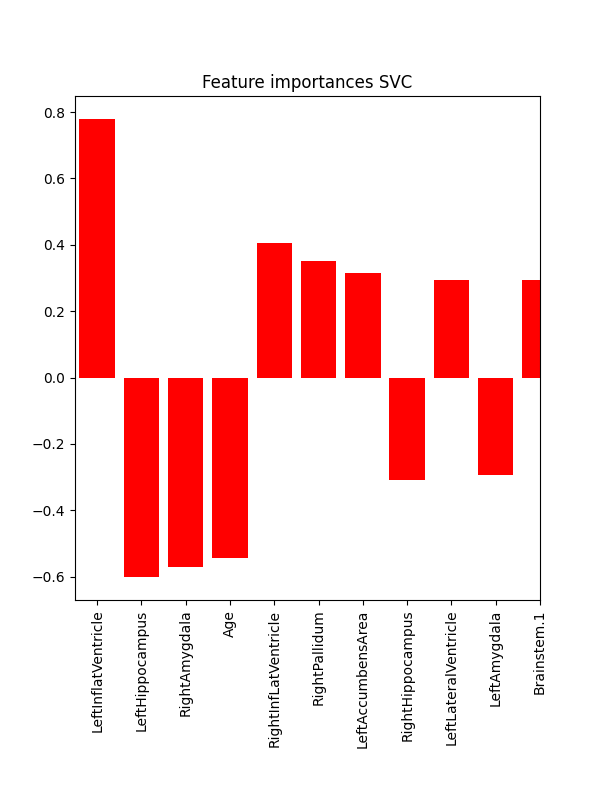 Feature importances SVC
0.8
0.6
0.4
0.2
0.0
−0.2
−0.4
−0.6
LeftInflatVentricle
LeftHippocampus
RightAmygdala
Age
RightInfLatVentricle
RightPallidum
LeftAccumbensArea
RightHippocampus
LeftLateralVentricle
LeftAmygdala
Brainstem.1